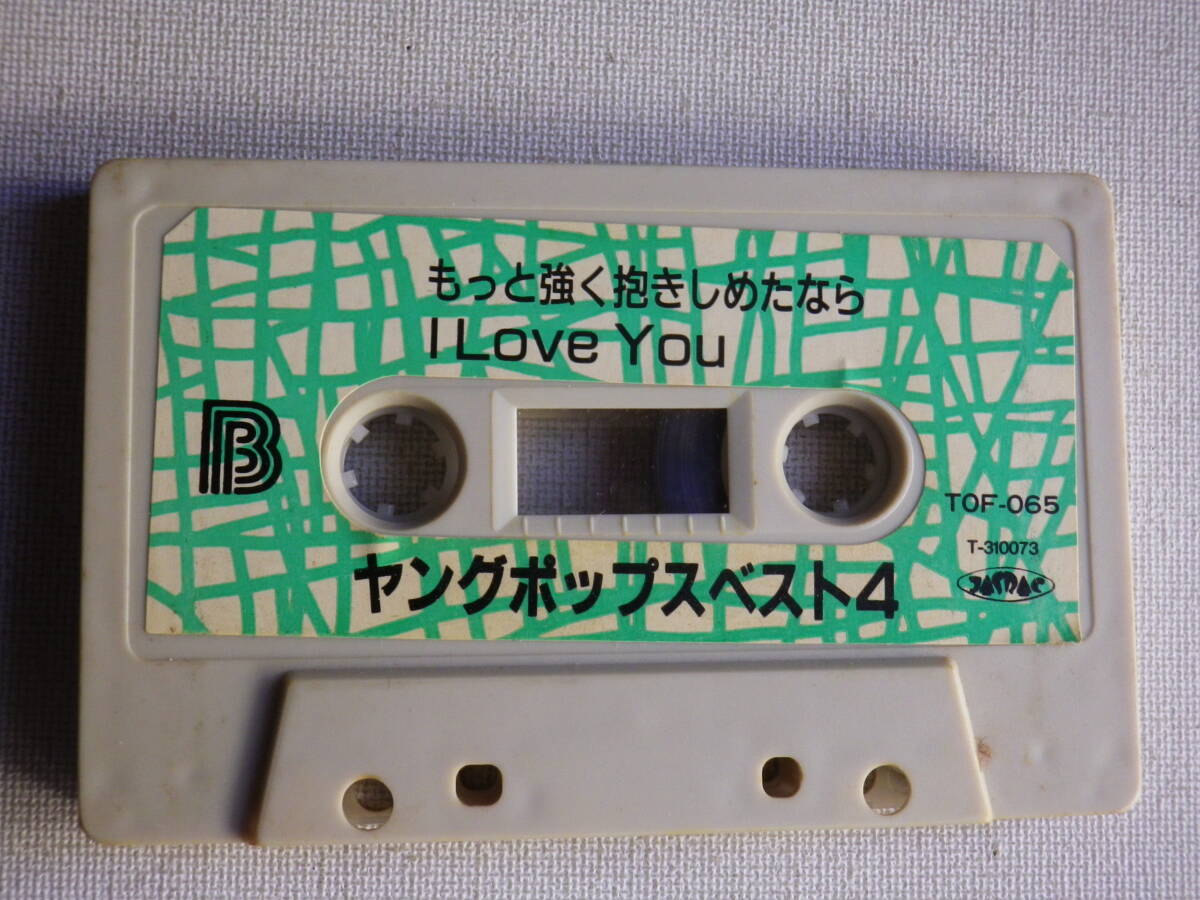 もっと強く抱きしめたなら
I Love You
B
TOF-065
T-310073
JASRAC
ヤングポップスベスト4